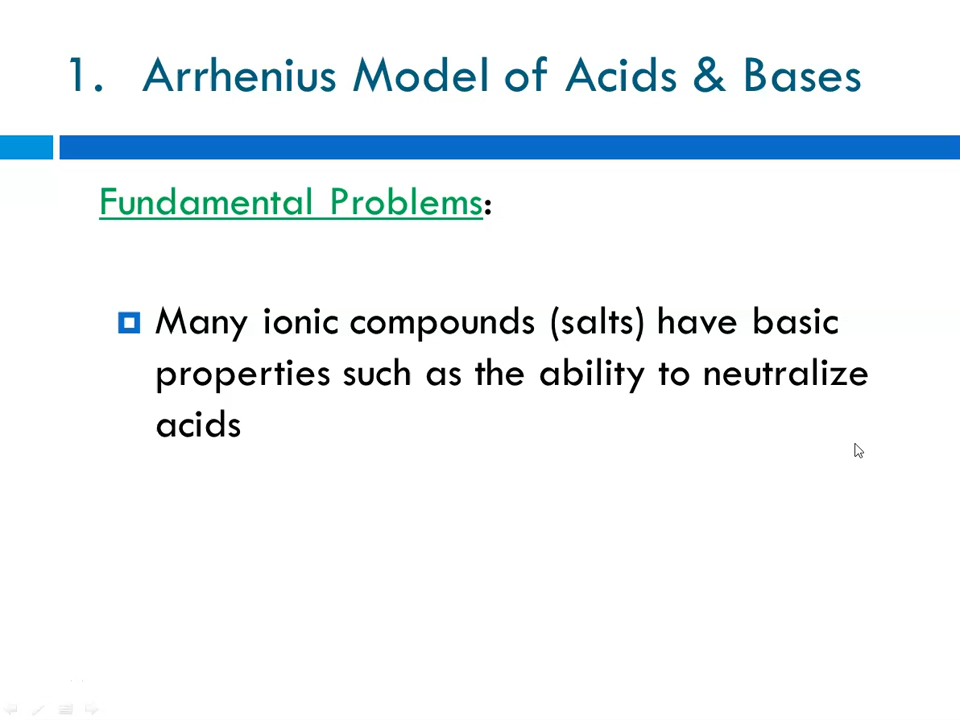 1. Arrhenius Model of Acids & Bases
Fundamental Problems:
Many ionic compounds (salts) have basic
properties such as the ability to neutralize
acids